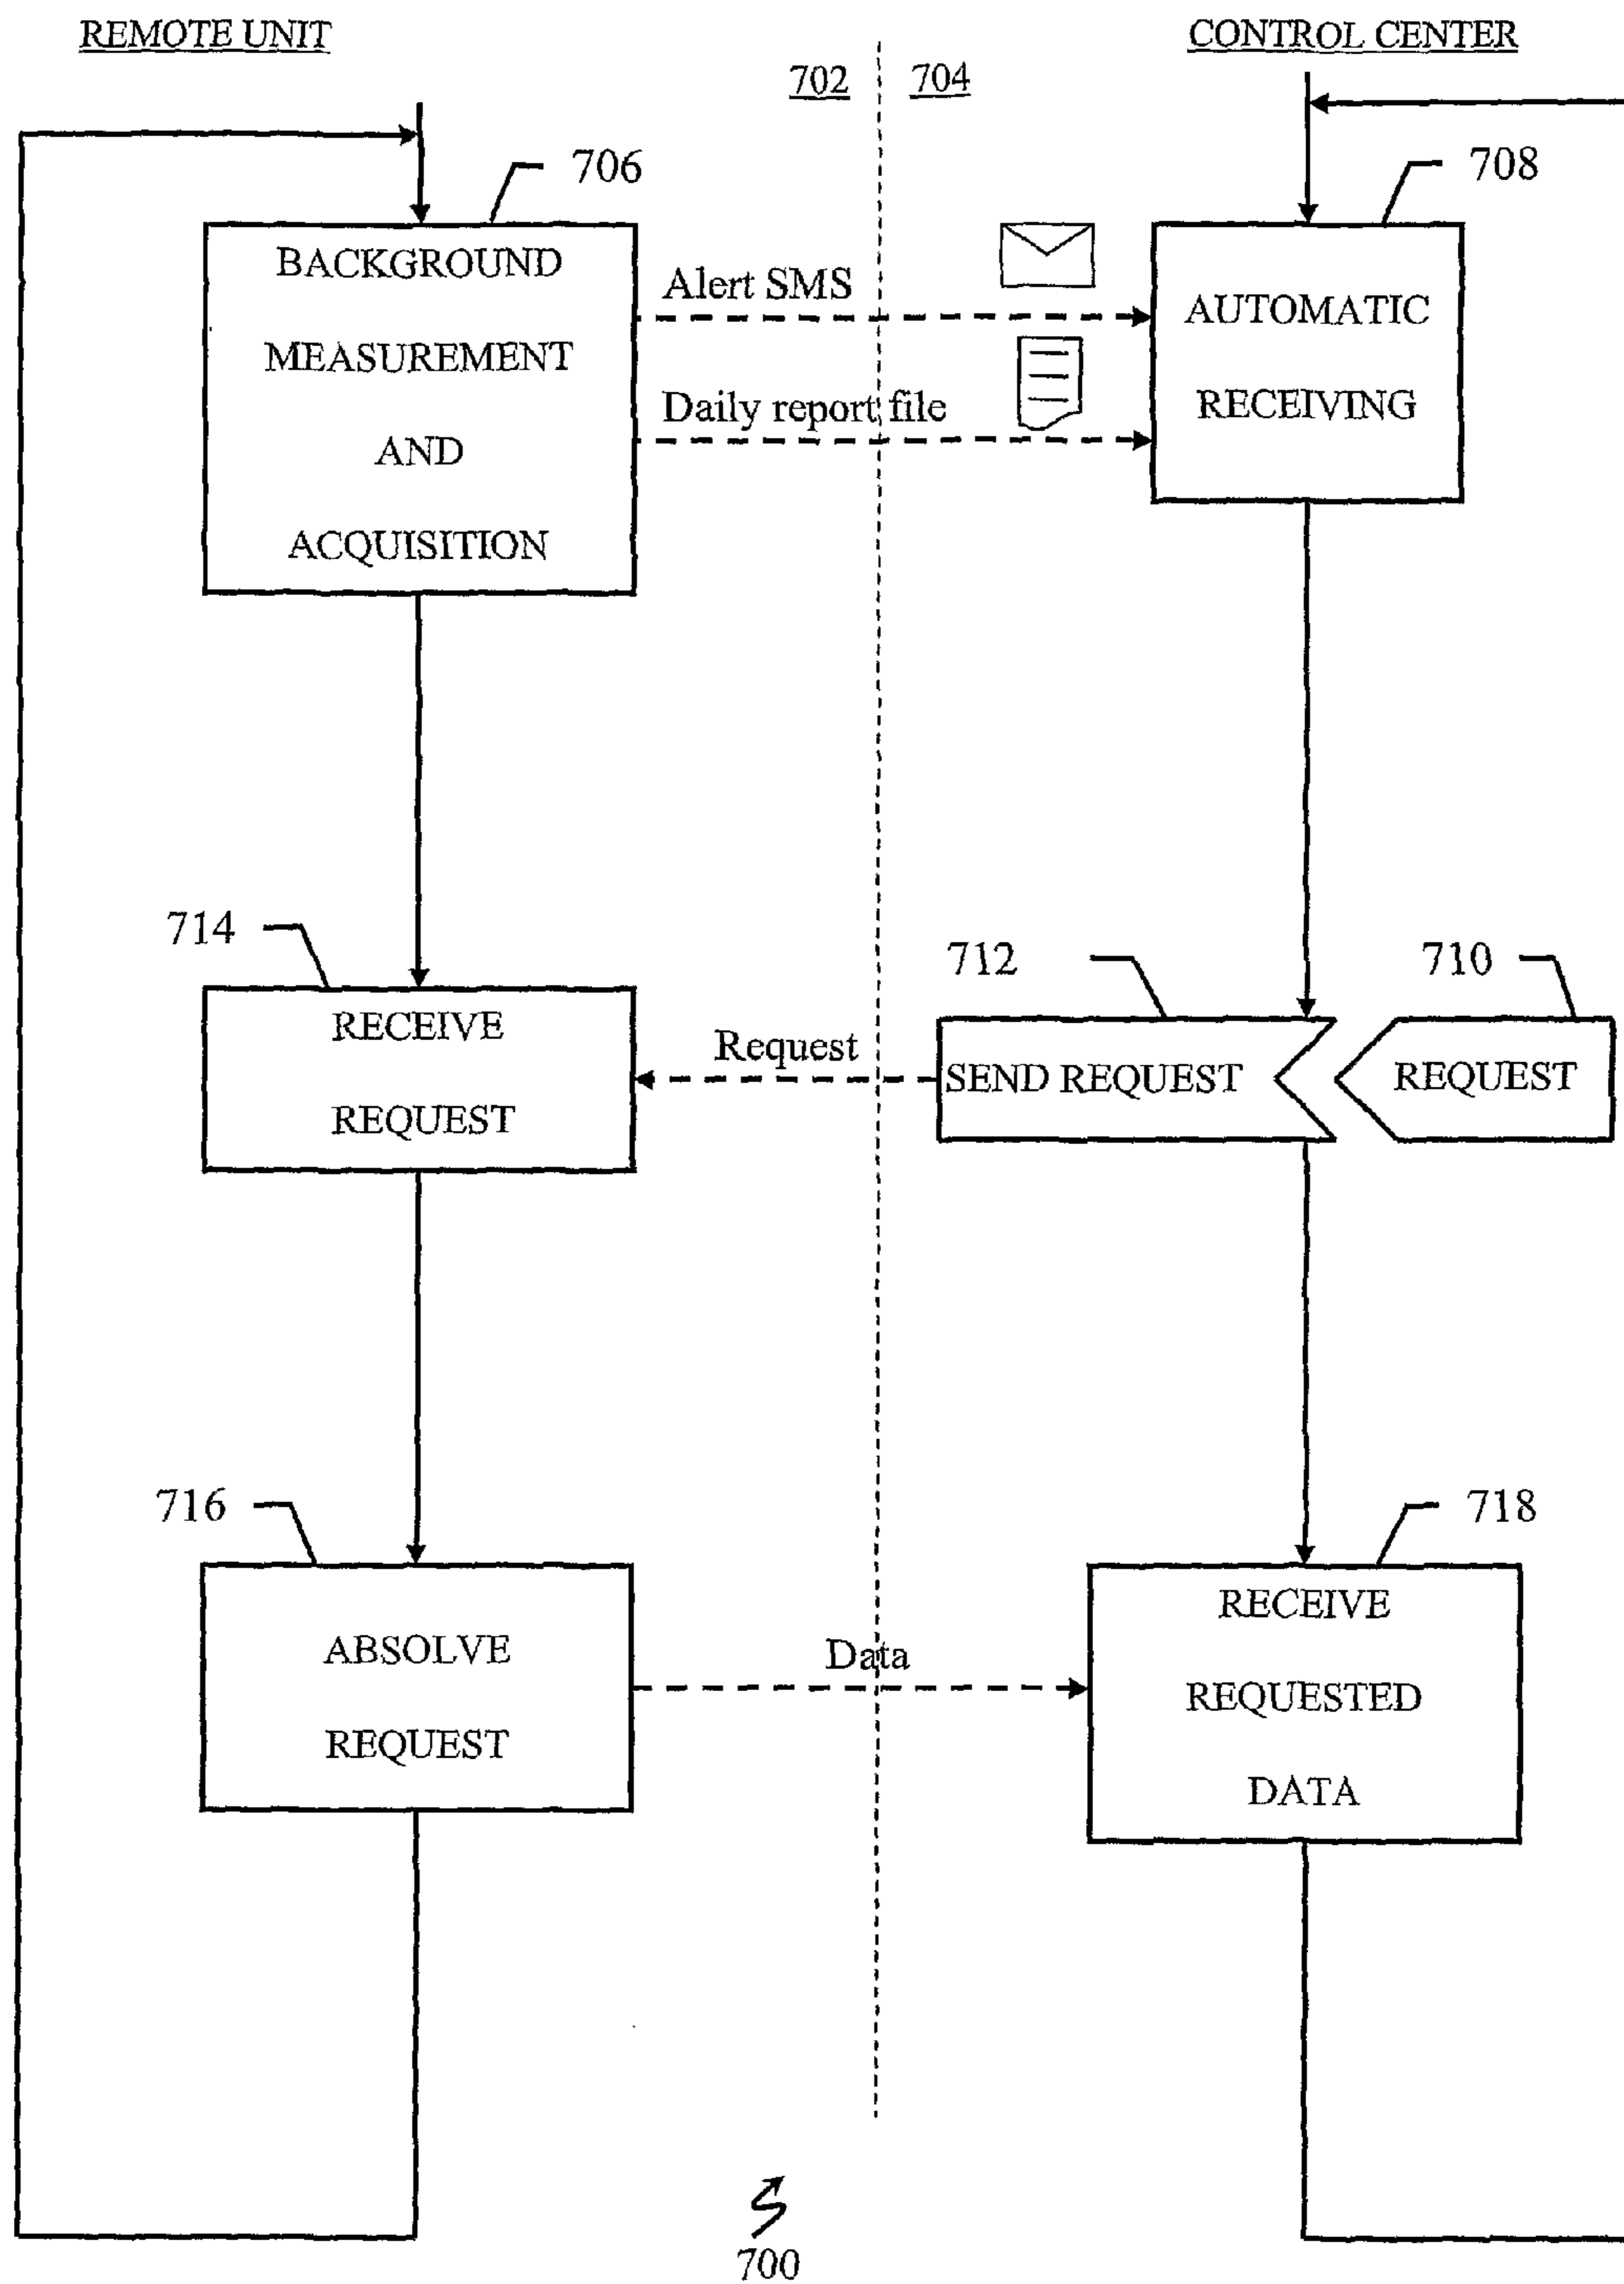 REMOTE UNIT
CONTROL CENTER
702
704
706
708
BACKGROUND
MEASUREMENT
AND
ACQUISITION
Alert SMS
Daily report file
AUTOMATIC
RECEIVING
714
712
710
RECEIVE
REQUEST
Request
SEND REQUEST
REQUEST
716
718
ABSOLVE
REQUEST
Data
RECEIVE
REQUESTED
DATA
700